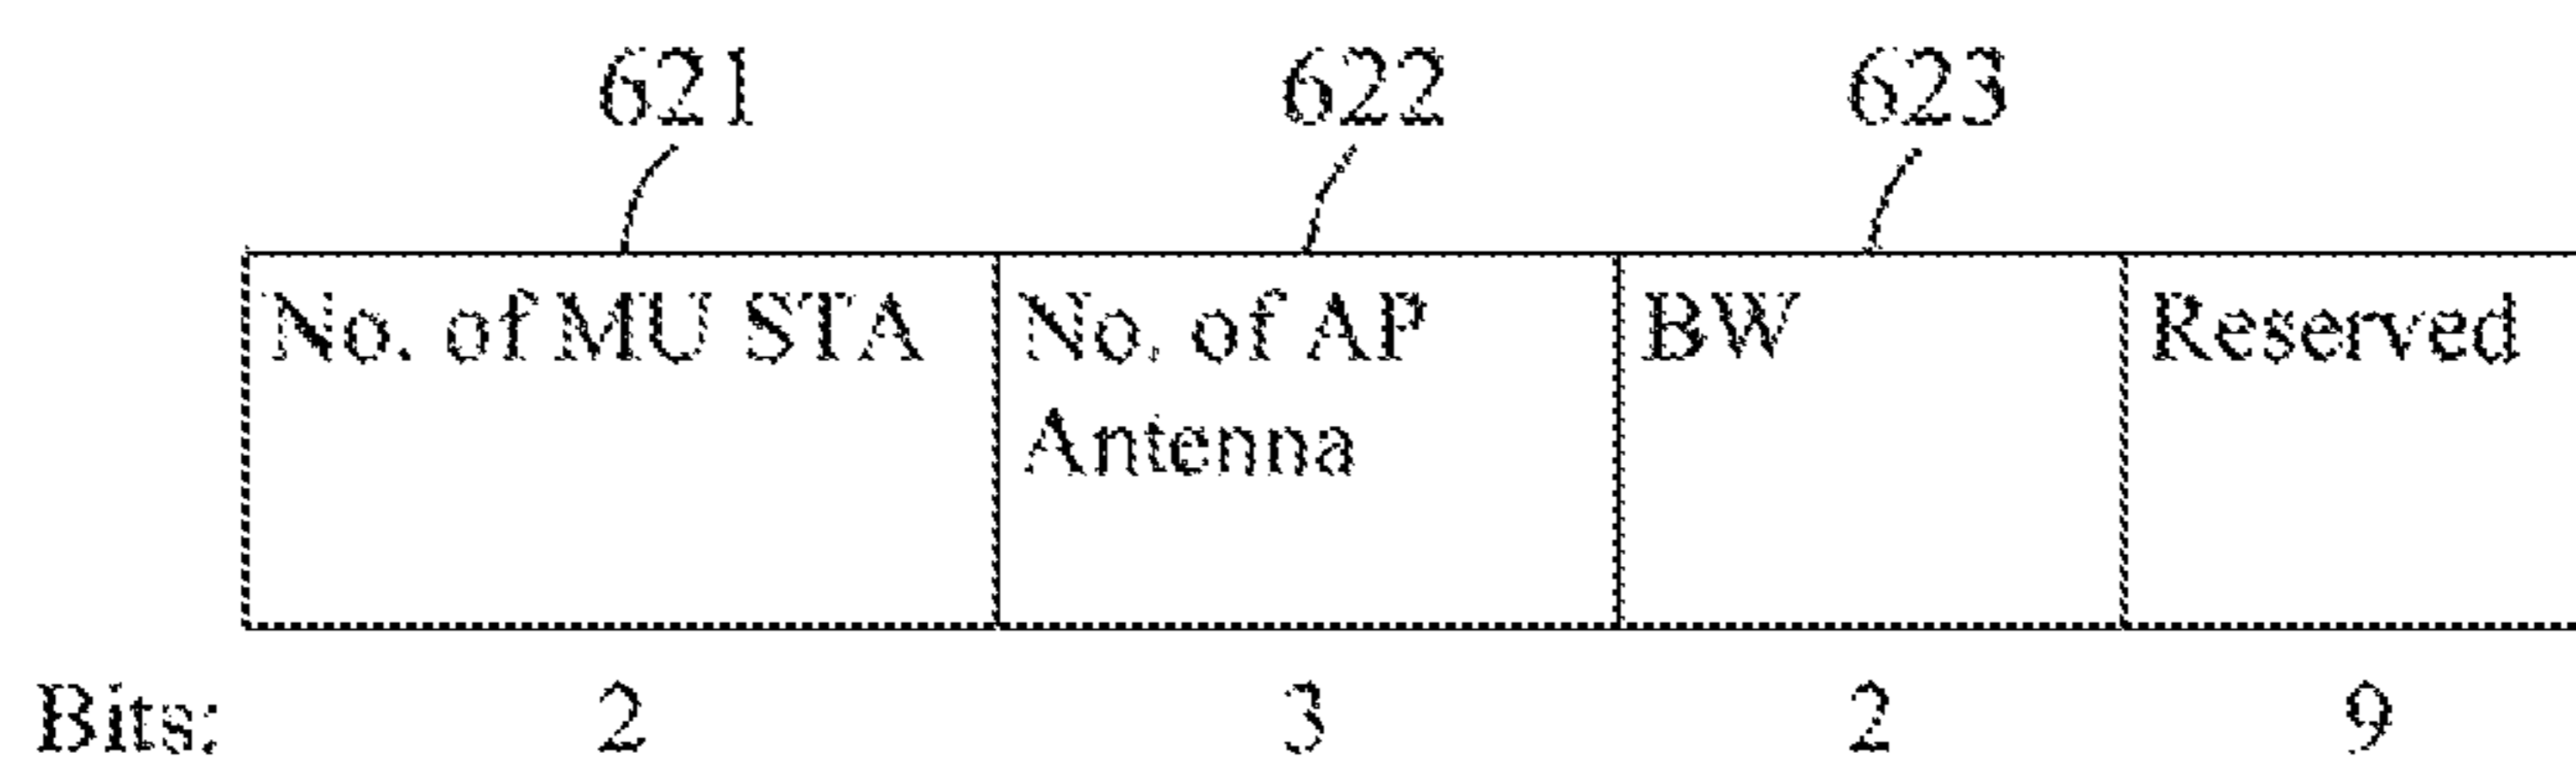 621 622 623
No. of MU STA No. of AP BW Reserved
Antenna
Bits: 2 3 2 9